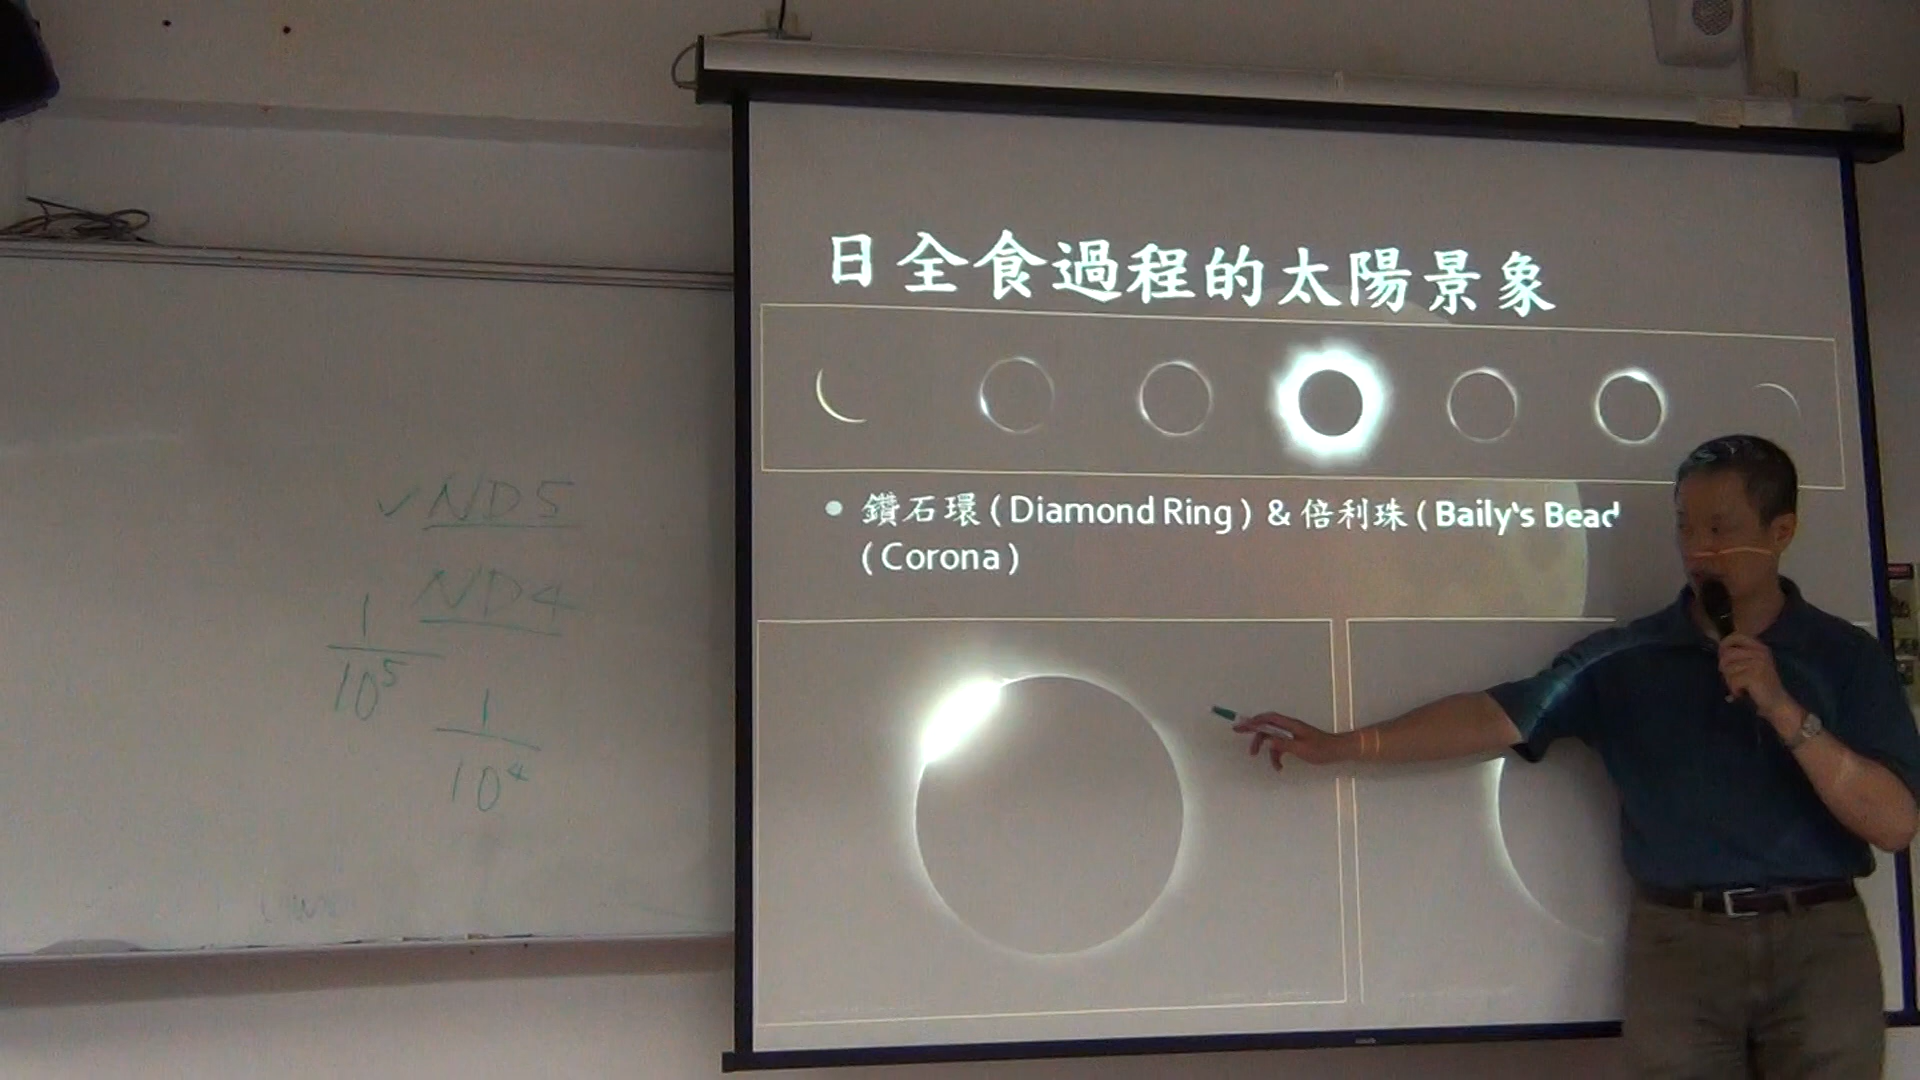 ✓ND5
ND4
1
10⁵
1
10⁴
日全食過程的太陽景象
• 鑽石環 ( Diamond Ring ) & 倍利珠 ( Baily's Bead
( Corona )